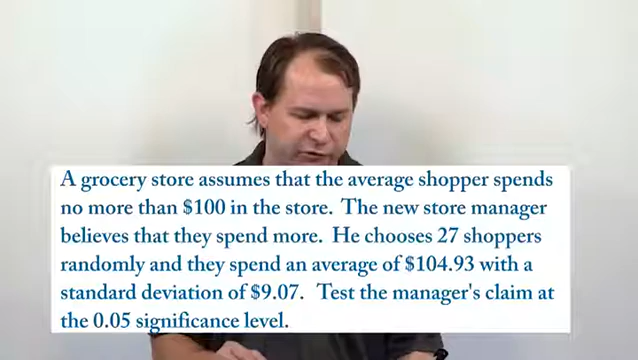 A grocery store assumes that the average shopper spends
no more than $100 in the store.  The new store manager
believes that they spend more.  He chooses 27 shoppers
randomly and they spend an average of $104.93 with a
standard deviation of $9.07.   Test the manager's claim at
the 0.05 significance level.